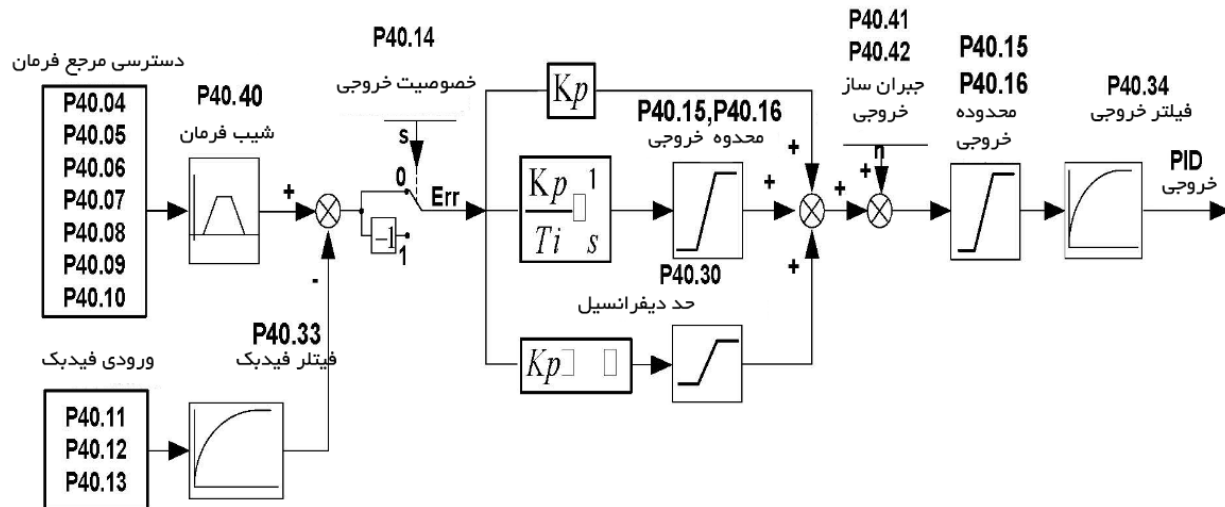 دسترسی مرجع فرمان
P40.04
P40.05
P40.06
P40.07
P40.08
P40.09
P40.10
P40.40
شیب فرمان
+
-
ورودی فیدبک
P40.11
P40.12
P40.13
P40.33
فیتلر فیدبک
P40.14
خصوصیت خروجی
s
0
-1
1
Err
Kp
Kp
Ti
1
s
Kp
P40.15,P40.16
محدوه خروجی
P40.30
حد دیفرانسیل
+
+
+
P40.41
P40.42
جبران ساز
خروجی
n
+
+
P40.15
P40.16
محدوده
خروجی
P40.34
فیلتر خروجی
PID
خروجی